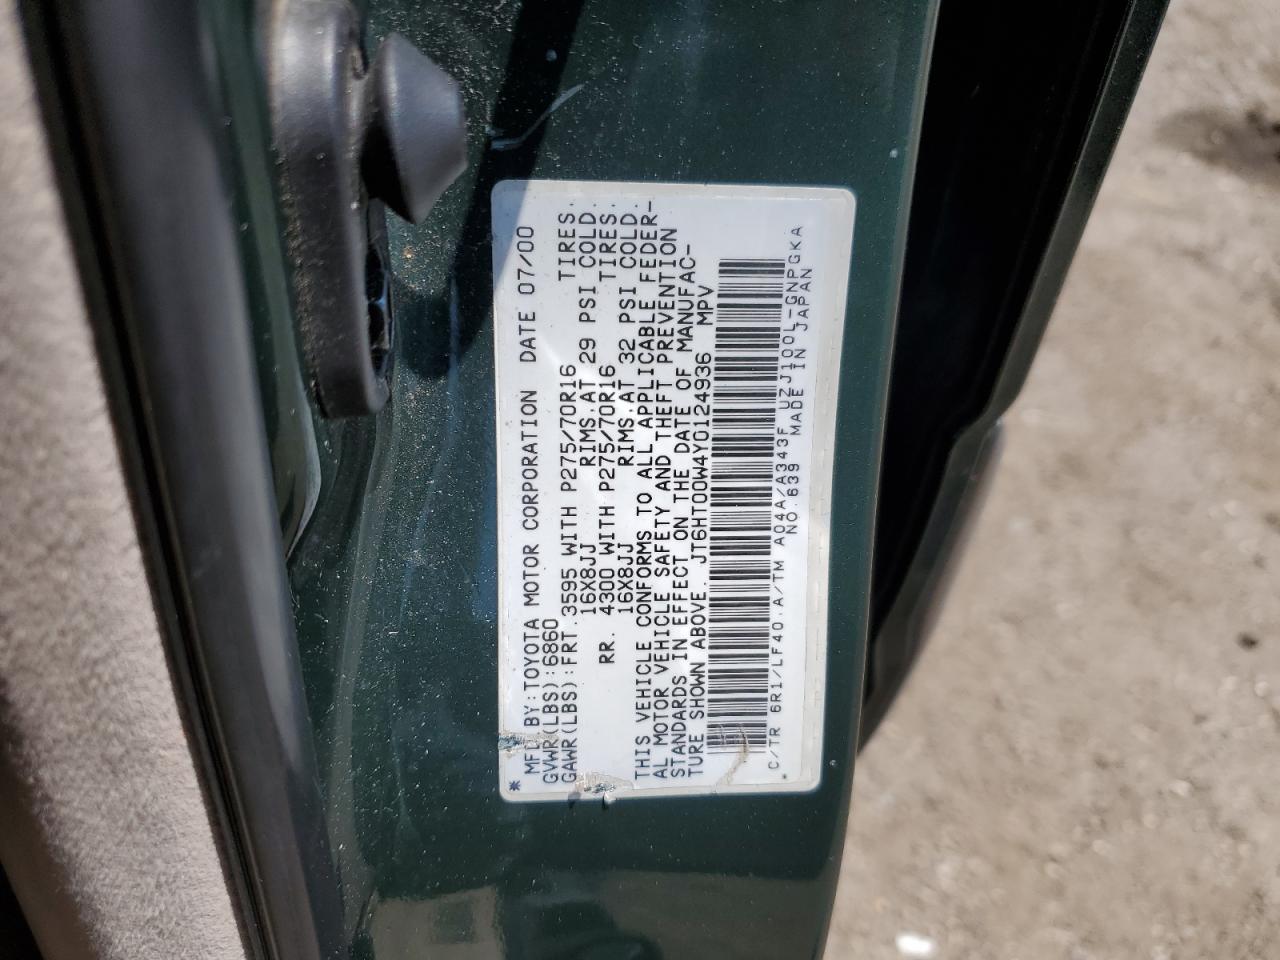 * MFD.BY:TOYOTA MOTOR CORPORATION DATE 07/00
GVWR(LBS):6860
GAWR(LBS):FRT.3595 WITH P275/70R16 TIRES.
16X8JJ RIMS.AT 29 PSI COLD.
RR. 4300 WITH P275/70R16 TIRES.
16X8JJ RIMS.AT 32 PSI COLD.
THIS VEHICLE CONFORMS TO ALL APPLICABLE FEDER-
AL MOTOR VEHICLE SAFETY AND THEFT PREVENTION
STANDARDS IN EFFECT ON THE DATE OF MANUFAC-
TURE SHOWN ABOVE. JT6HT00W4Y0124936 MPV
C/TR 6R1/LF40.A/TM A04A/A343F UZJ100L-GNPGKA
NO.639 MADE IN JAPAN